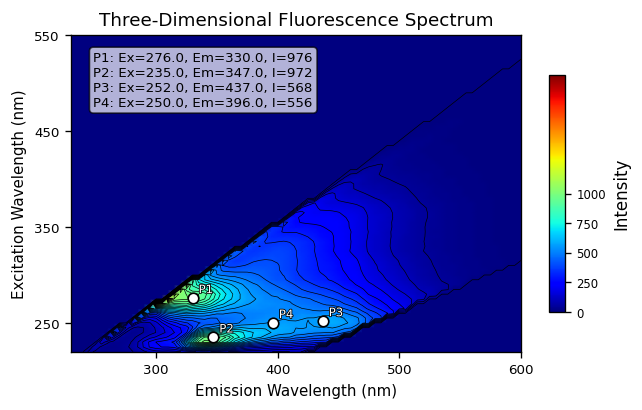 Three-Dimensional Fluorescence Spectrum
P1: Ex=276.0, Em=330.0, I=976
P2: Ex=235.0, Em=347.0, I=972
P3: Ex=252.0, Em=437.0, I=568
P4: Ex=250.0, Em=396.0, I=556
550
450
350
250
Excitation Wavelength (nm)
P1
P2
P4
P3
300
400
500
600
Emission Wavelength (nm)
1000
750
500
250
0
Intensity